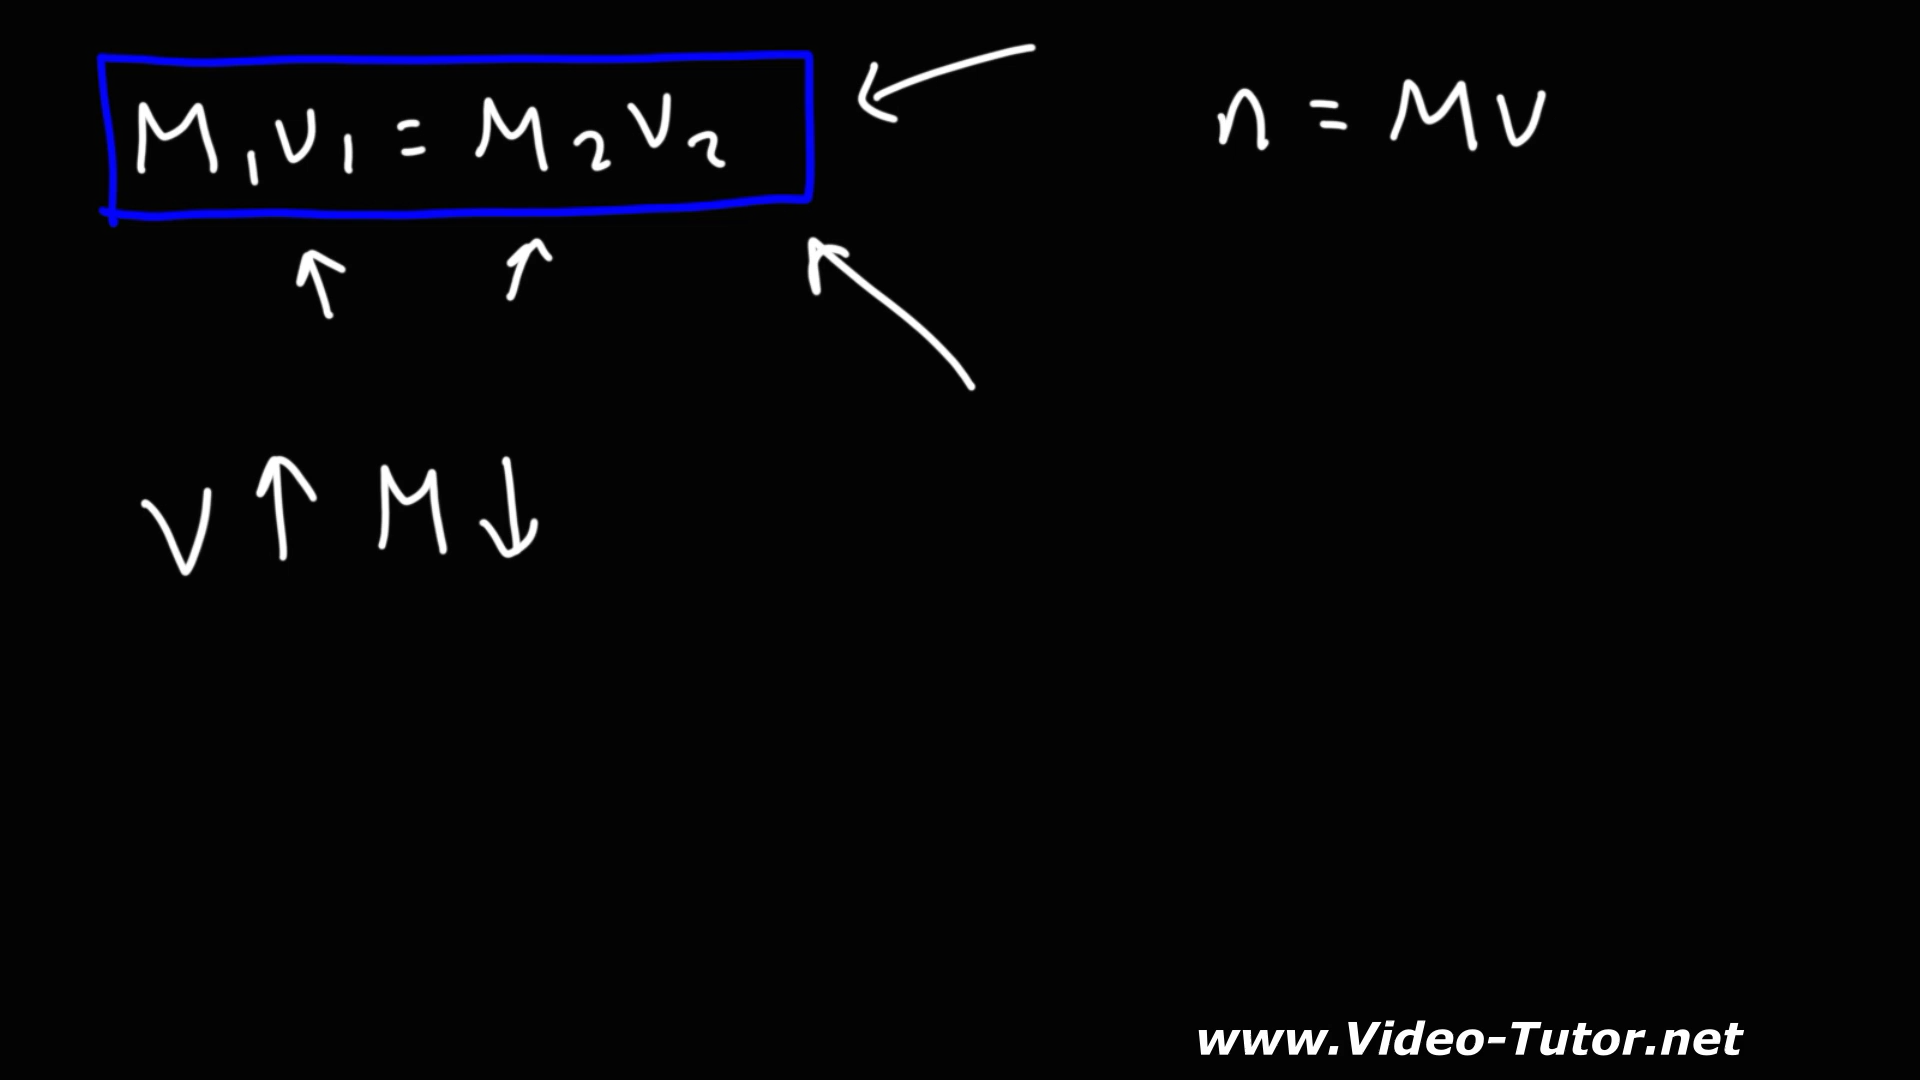 M₁V₁ = M₂V₂
n = MV
V↑ M↓
www.Video-Tutor.net